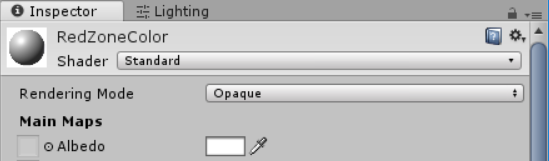 Inspector Lighting
RedZoneColor
Shader Standard
Rendering Mode Opaque
Main Maps
Albedo